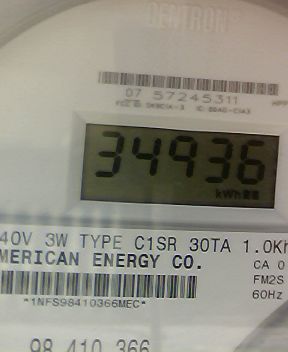 CENTRON
07 57245311
34936
kWh
40V 3W TYPE C1SR 30TA 1.0Kh
MERICAN ENERGY CO.
CA 0
FM2S
*1NFS98410366MEC*
60Hz
98 410 366